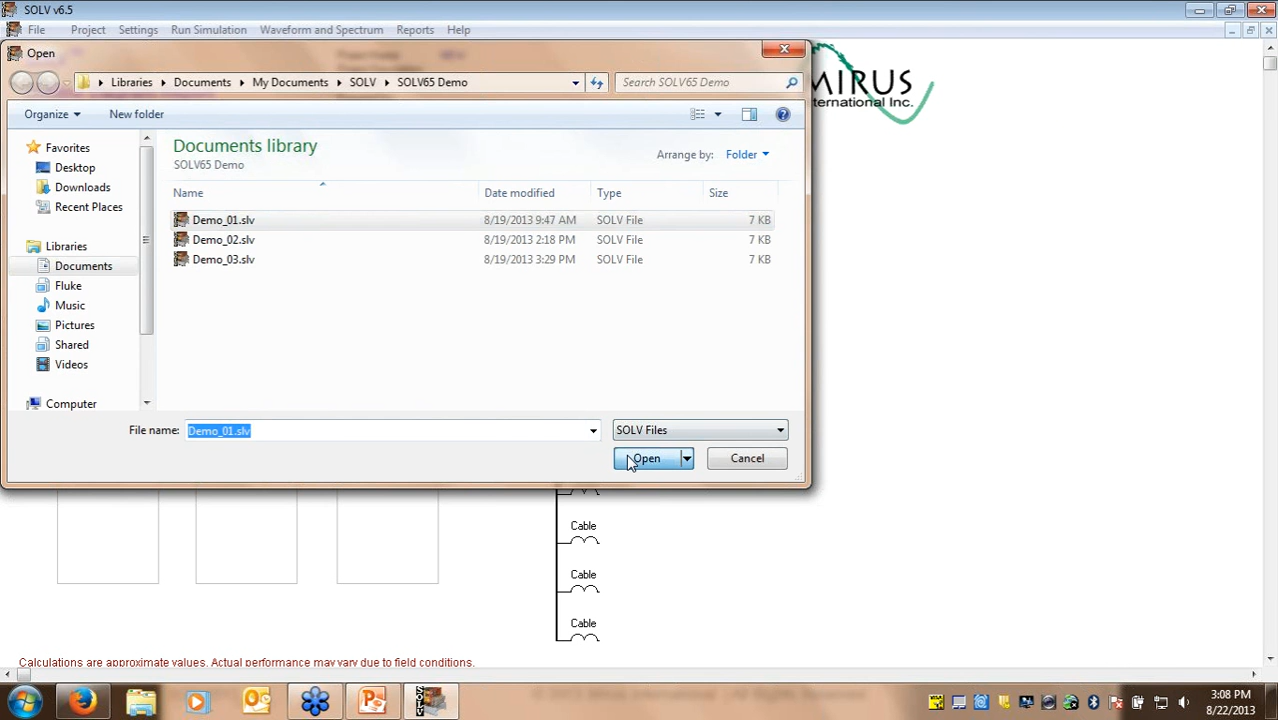 SOLV v6.5
File Project Settings Run Simulation Waveform and Spectrum Reports Help
Open
MIRUS
International Inc.
Libraries Documents My Documents SOLV SOLV65 Demo
Search SOLV65 Demo
Organize New folder
Favorites
Desktop
Downloads
Recent Places
Libraries
Documents
Fluke
Music
Pictures
Shared
Videos
Computer
Documents library
SOLV65 Demo
Arrange by: Folder
Name Date modified Type Size
Demo_01.slv 8/19/2013 9:47 AM SOLV File 7 KB
Demo_02.slv 8/19/2013 2:18 PM SOLV File 7 KB
Demo_03.slv 8/19/2013 3:29 PM SOLV File 7 KB
File name: Demo_01.slv SOLV Files
Open Cancel
Cable
Cable
Cable
Calculations are approximate values. Actual performance may vary due to field conditions.
SOLV
3:08 PM
8/22/2013